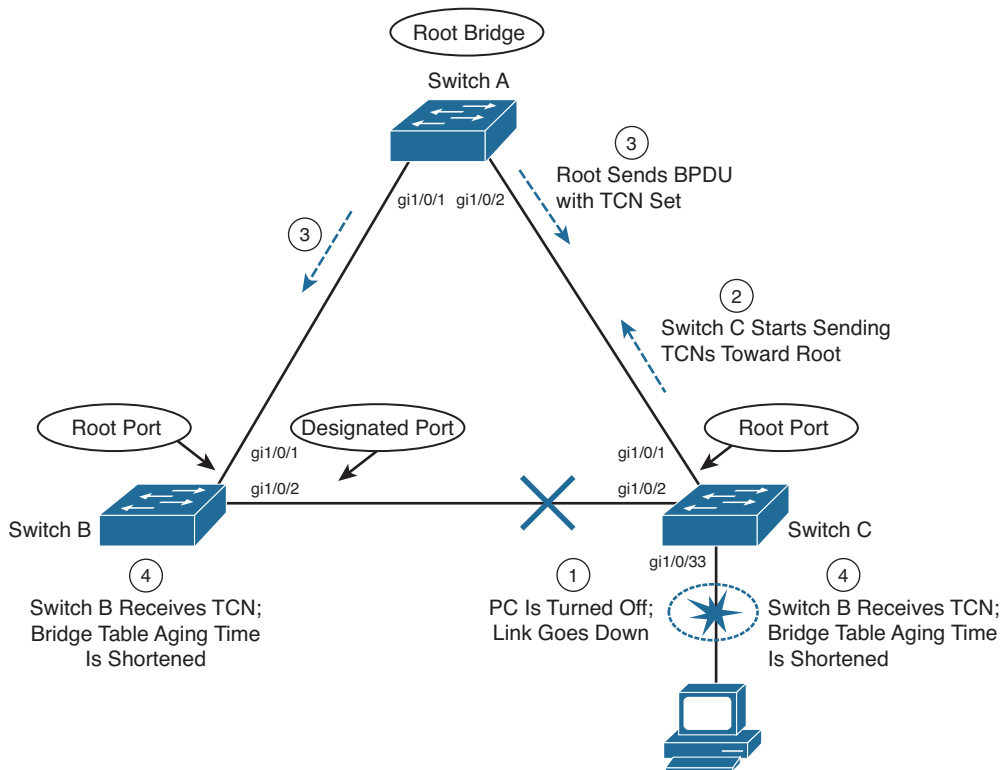 Root Bridge
Switch A
3
Root Sends BPDU
with TCN Set
gi1/0/1
gi1/0/2
3
2
Switch C Starts Sending
TCNs Toward Root
Root Port
Designated Port
Root Port
gi1/0/1
gi1/0/1
gi1/0/2
gi1/0/2
Switch B
Switch C
gi1/0/33
4
Switch B Receives TCN;
Bridge Table Aging Time
Is Shortened
1
PC Is Turned Off;
Link Goes Down
4
Switch B Receives TCN;
Bridge Table Aging Time
Is Shortened